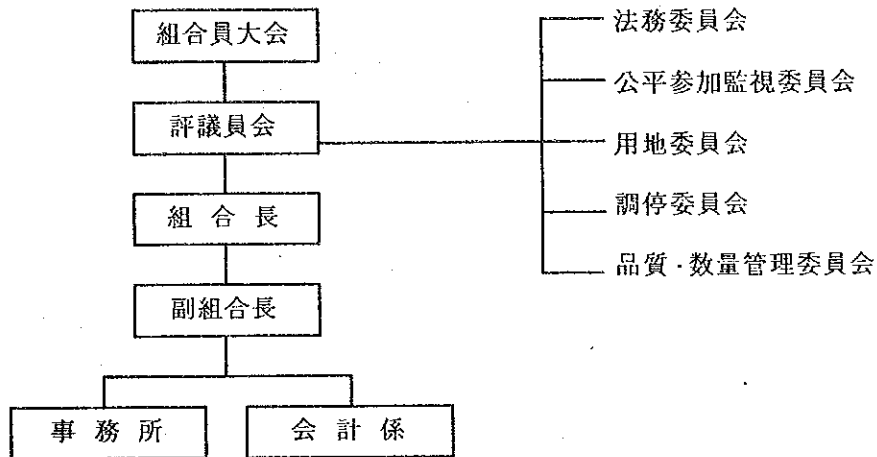 組合員大会
評議員会
組合長
副組合長
事務所
会計係
法務委員会
公平参加監視委員会
用地委員会
調停委員会
品質・数量管理委員会